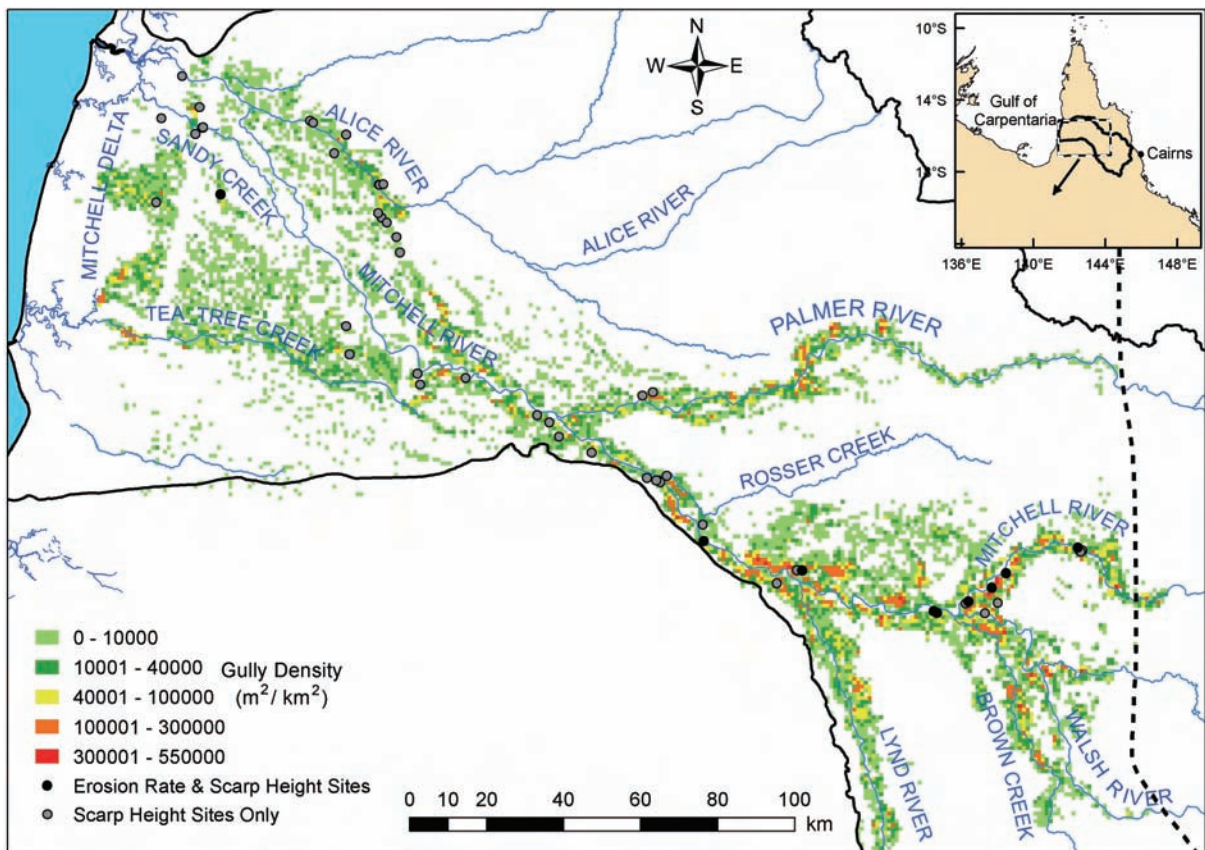 10°S
14°S
18°S
136°E
140°E
144°E
148°E
Gulf of
Carpentaria
Cairns
N
W
E
S
ALICE RIVER
SANDY CREEK
MITCHELL DELTA
ALICE RIVER
MITCHELL RIVER
TEA TREE CREEK
PALMER RIVER
ROSSER CREEK
MITCHELL RIVER
LYND RIVER
BROWN CREEK
WALSH RIVER
0 - 10000
10001 - 40000
40001 - 100000
100001 - 300000
300001 - 550000
Gully Density
(m²/ km²)
Erosion Rate & Scarp Height Sites
Scarp Height Sites Only
0 10 20 40 60 80 100
km